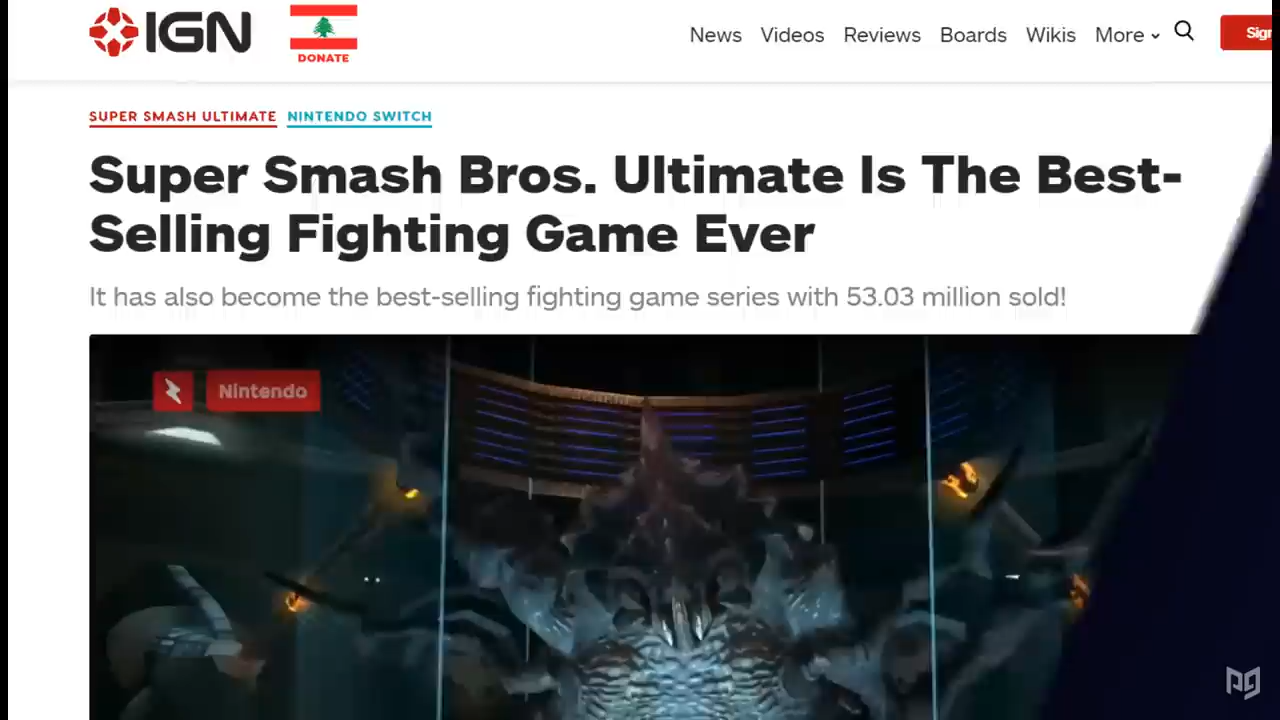 IGN
DONATE
News Videos Reviews Boards Wikis More
Sign
SUPER SMASH ULTIMATE NINTENDO SWITCH
Super Smash Bros. Ultimate Is The Best-
Selling Fighting Game Ever
It has also become the best-selling fighting game series with 53.03 million sold!
Nintendo
pg